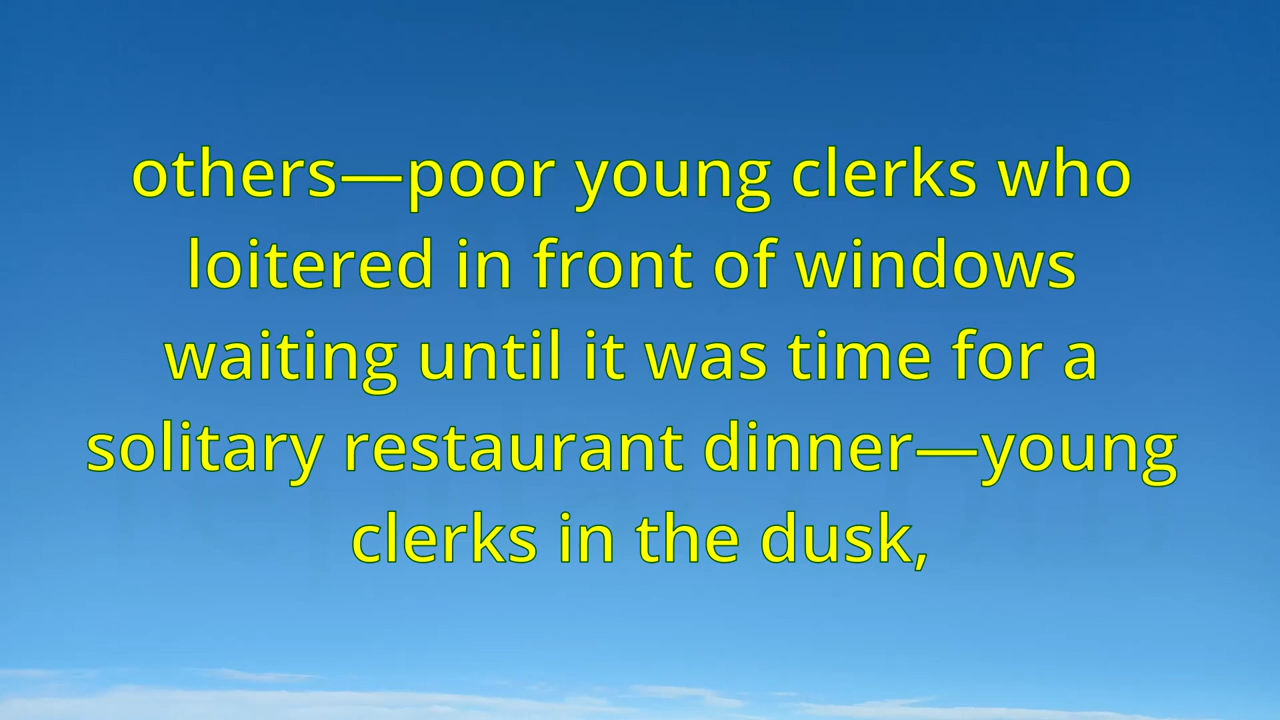 others—poor young clerks who
loitered in front of windows
waiting until it was time for a
solitary restaurant dinner—young
clerks in the dusk,